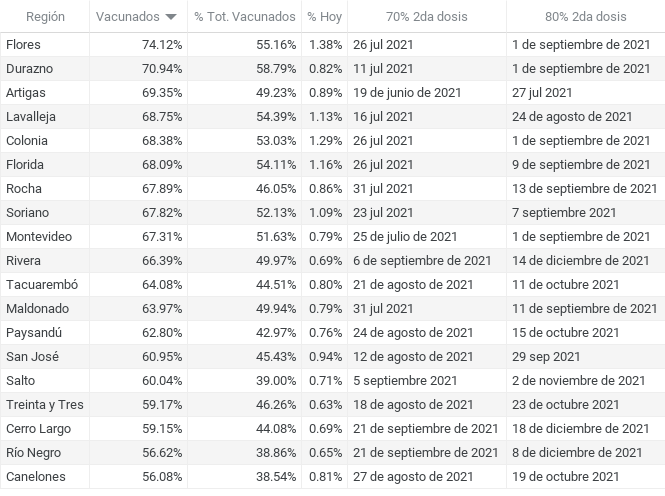 Región Vacunados % Tot. Vacunados % Hoy 70% 2da dosis 80% 2da dosis
Flores 74.12% 55.16% 1.38% 26 jul 2021 1 de septiembre de 2021
Durazno 70.94% 58.79% 0.82% 11 jul 2021 1 de septiembre de 2021
Artigas 69.35% 49.23% 0.89% 19 de junio de 2021 27 jul 2021
Lavalleja 68.75% 54.39% 1.13% 16 jul 2021 24 de agosto de 2021
Colonia 68.38% 53.03% 1.29% 26 jul 2021 1 de septiembre de 2021
Florida 68.09% 54.11% 1.16% 26 jul 2021 9 de septiembre de 2021
Rocha 67.89% 46.05% 0.86% 31 jul 2021 13 de septiembre de 2021
Soriano 67.82% 52.13% 1.09% 23 jul 2021 7 septiembre 2021
Montevideo 67.31% 51.63% 0.79% 25 de julio de 2021 1 de septiembre de 2021
Rivera 66.39% 49.97% 0.69% 6 de septiembre de 2021 14 de diciembre de 2021
Tacuarembó 64.08% 44.51% 0.80% 21 de agosto de 2021 11 de octubre de 2021
Maldonado 63.97% 49.94% 0.79% 31 jul 2021 11 de septiembre de 2021
Paysandú 62.80% 42.97% 0.76% 24 de agosto de 2021 15 de octubre de 2021
San José 60.95% 45.43% 0.94% 12 de agosto de 2021 29 sep 2021
Salto 60.04% 39.00% 0.71% 5 septiembre 2021 2 de noviembre de 2021
Treinta y Tres 59.17% 46.26% 0.63% 18 de agosto de 2021 23 de octubre de 2021
Cerro Largo 59.15% 44.08% 0.69% 21 de septiembre de 2021 18 de diciembre de 2021
Río Negro 56.62% 38.86% 0.65% 21 de septiembre de 2021 8 de diciembre de 2021
Canelones 56.08% 38.54% 0.81% 27 de agosto de 2021 19 de octubre de 2021